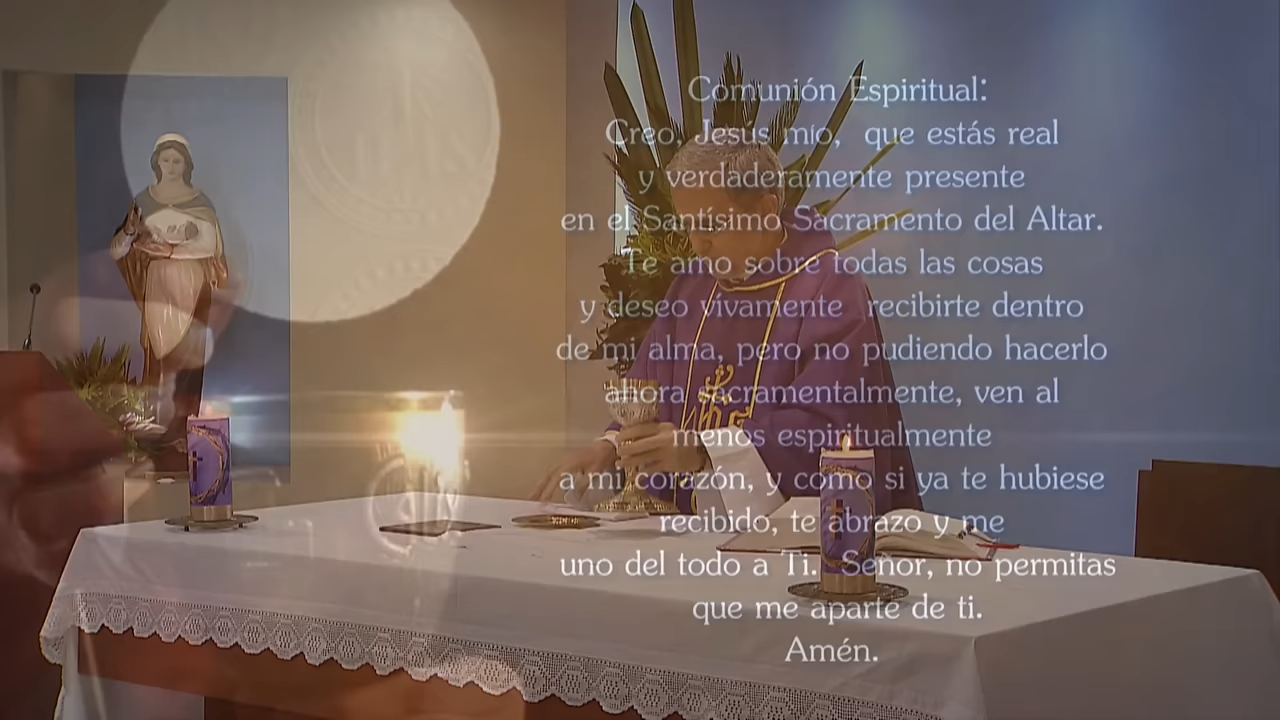 Comunión Espiritual:
Creo, Jesús mío, que estás real
y verdaderamente presente
en el Santísimo Sacramento del Altar.
Te amo sobre todas las cosas
y deseo vívamente recibirte dentro
de mi alma, pero no pudiendo hacerlo
ahora sacramentalmente, ven al
menos espiritualmente
a mi corazón, y como si ya te hubiese
recibido, te abrazo y me
uno del todo a Ti. Señor, no permitas
que me aparte de ti.
Amén.